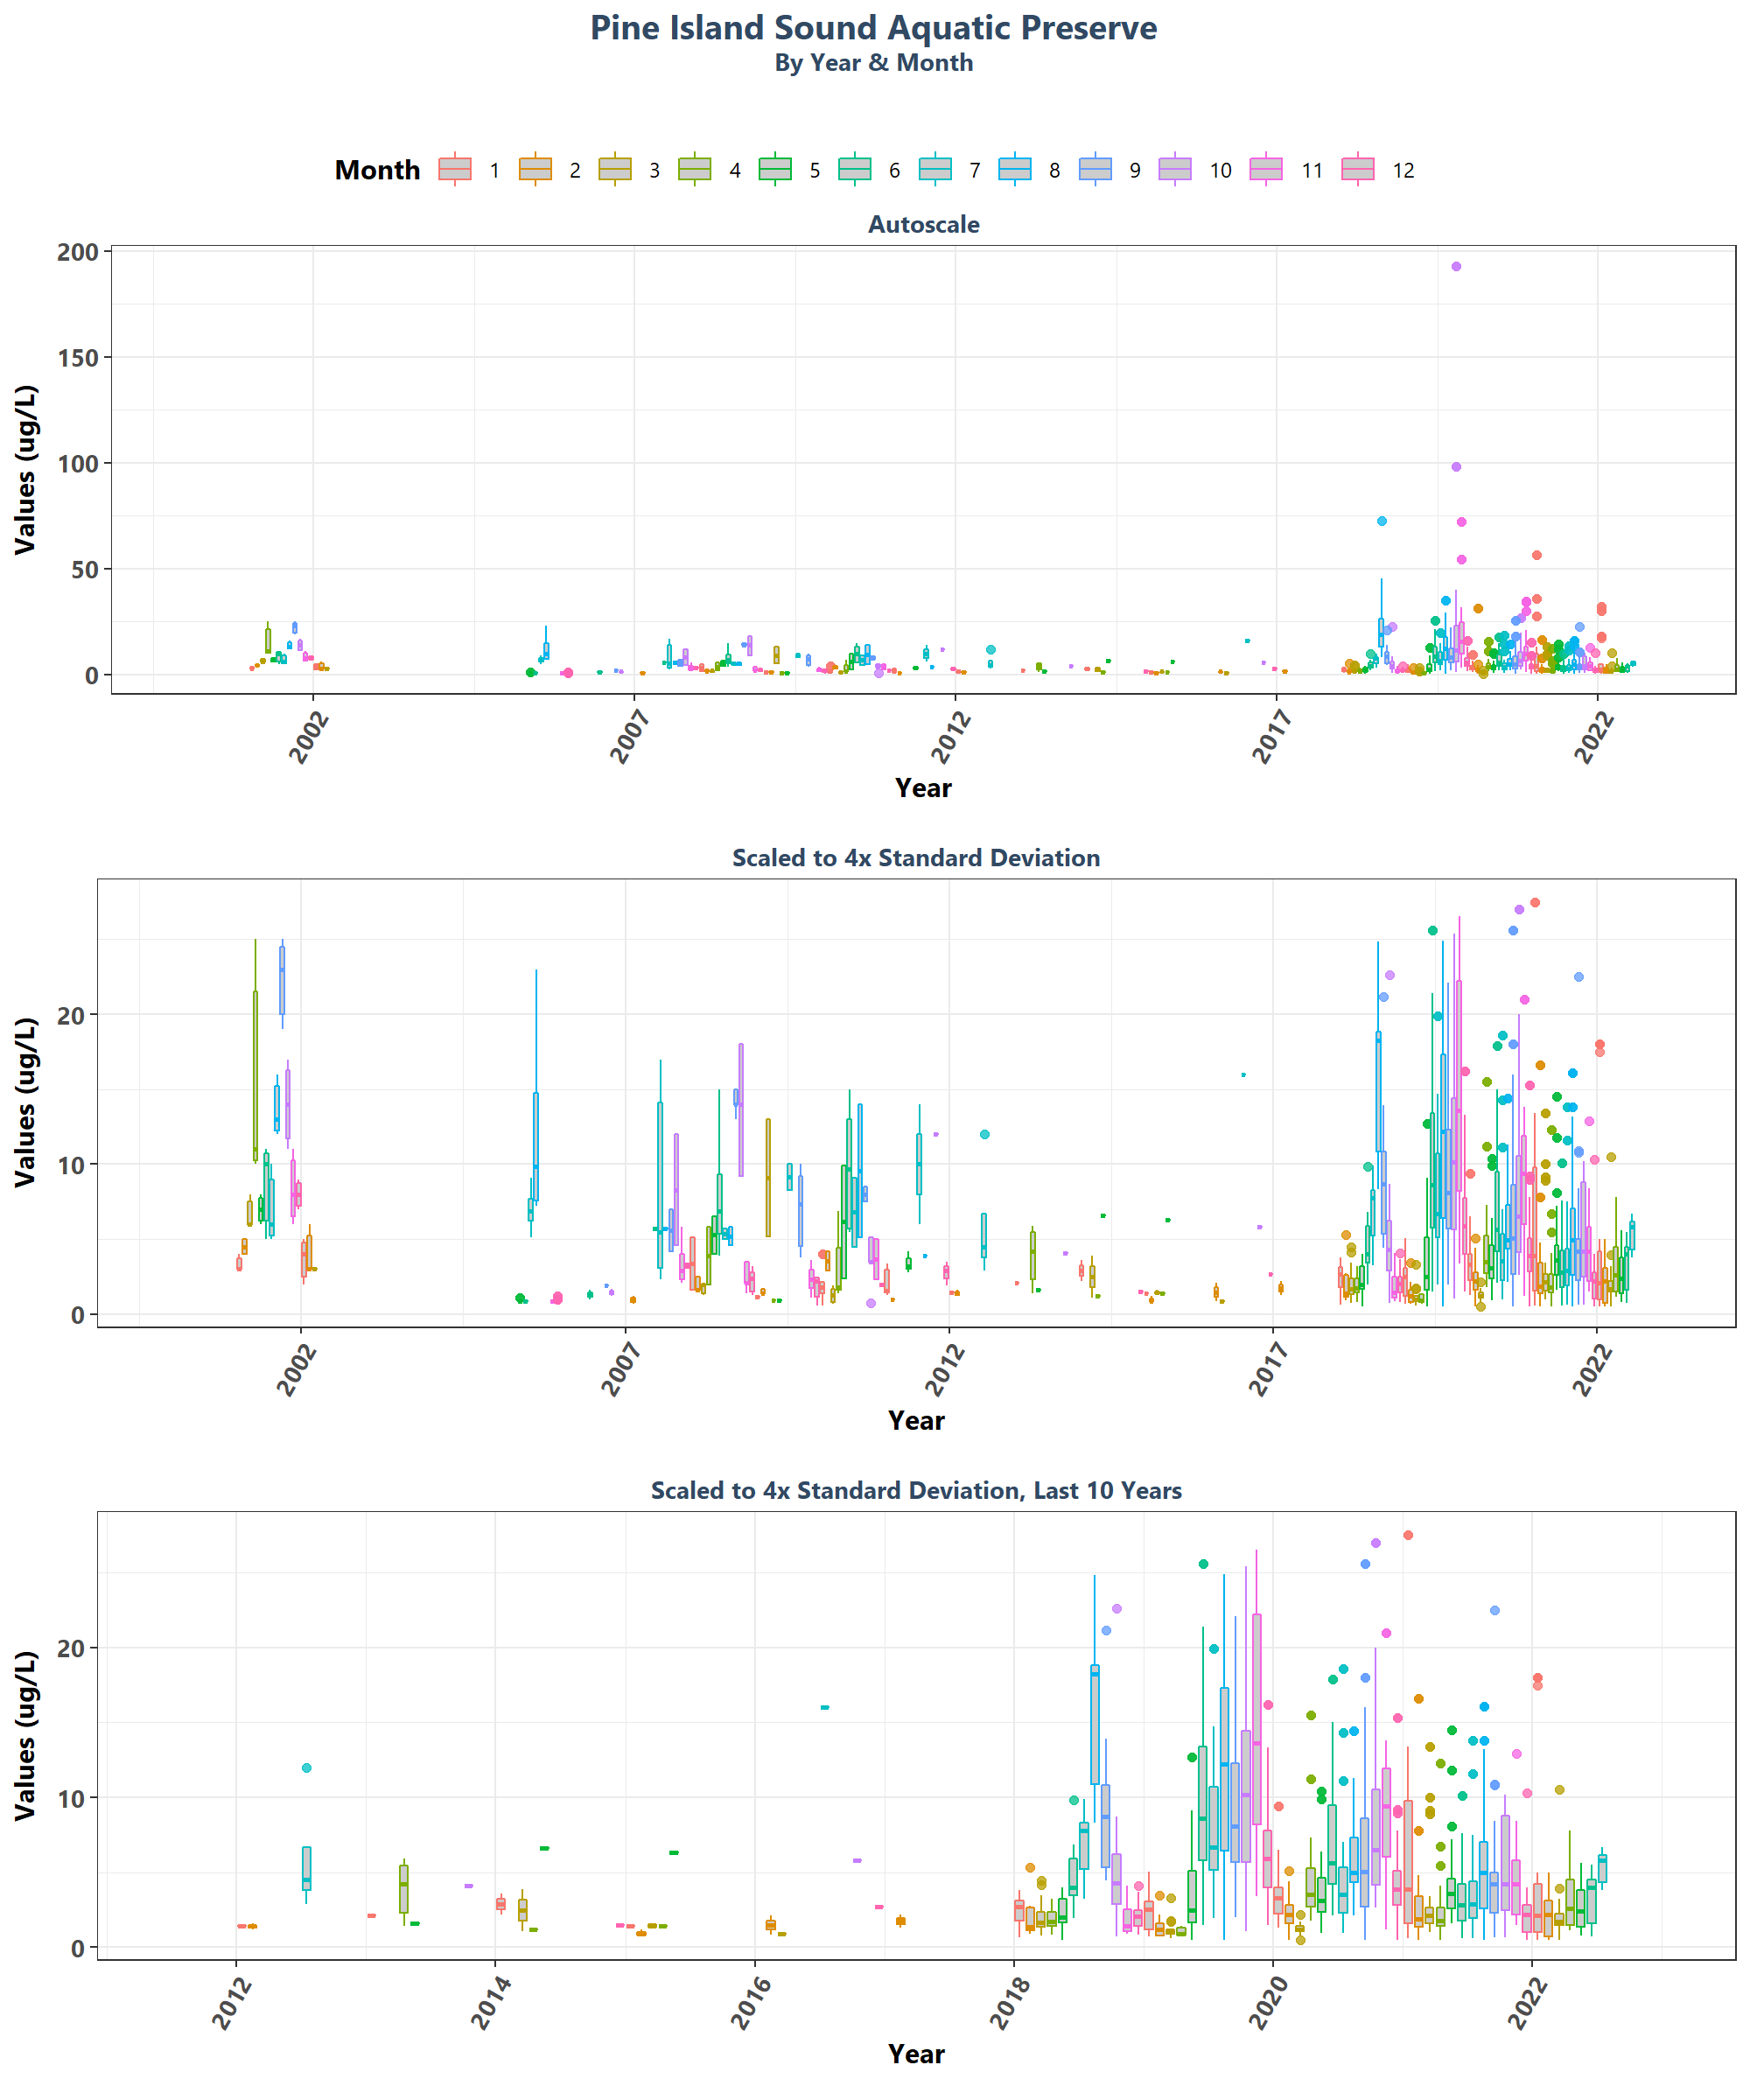 Pine Island Sound Aquatic Preserve
By Year & Month
Month 1 2 3 4 5 6 7 8 9 10 11 12
Autoscale
200
150
100
50
0
Values (ug/L)
2002 2007 2012 2017 2022
Year
Scaled to 4x Standard Deviation
20
10
0
Values (ug/L)
2002 2007 2012 2017 2022
Year
Scaled to 4x Standard Deviation, Last 10 Years
20
10
0
Values (ug/L)
2012 2014 2016 2018 2020 2022
Year